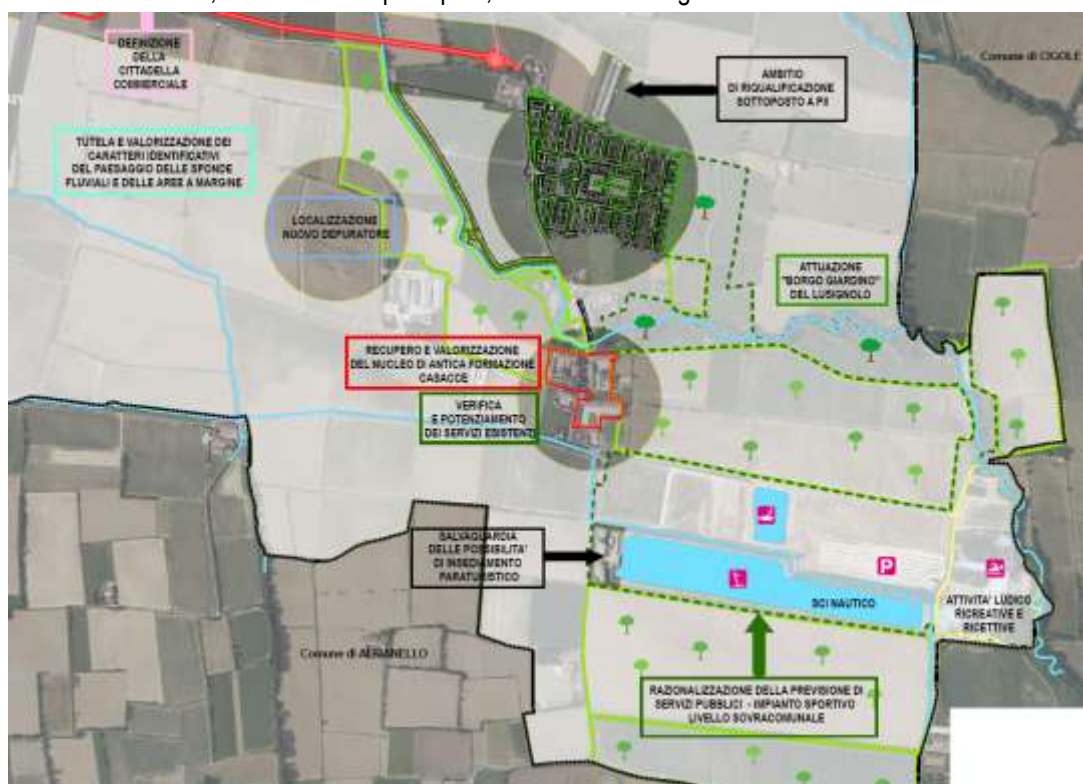 DEFINIZIONE
DELLA
CITTADELLA
COMMERCIALE
Comune di CIGOLE
AMBITIO
DI RIQUALIFICAZIONE
SOTTOPOSTO A PII
TUTELA E VALORIZZAZIONE DEI
CARATTERI IDENTIFICATIVI
DEL PAESAGGIO DELLE SPONDE
FLUVIALI E DELLE AREE A MARGINE
LOCALIZZAZIONE
NUOVO DEPURATORE
ATTUAZIONE
"BORGO GIARDINO"
DEL LUSIGNOLO
RECUPERO E VALORIZZAZIONE
DEL NUCLEO DI ANTICA FORMAZIONE
CASACCE
VERIFICA
E POTENZIAMENTO
DEI SERVIZI ESISTENTI
SALVAGUARDIA
DELLE POSSIBILITA'
DI INSEDIAMENTO
PARATURISTICO
P
SCI NAUTICO
ATTIVITA' LUDICO
RICREATIVE E
RICETTIVE
Comune di ALFIANELLO
RAZIONALIZZAZIONE DELLA PREVISIONE DI
SERVIZI PUBBLICI - IMPIANTO SPORTIVO
LIVELLO SOVRACOMUNALE